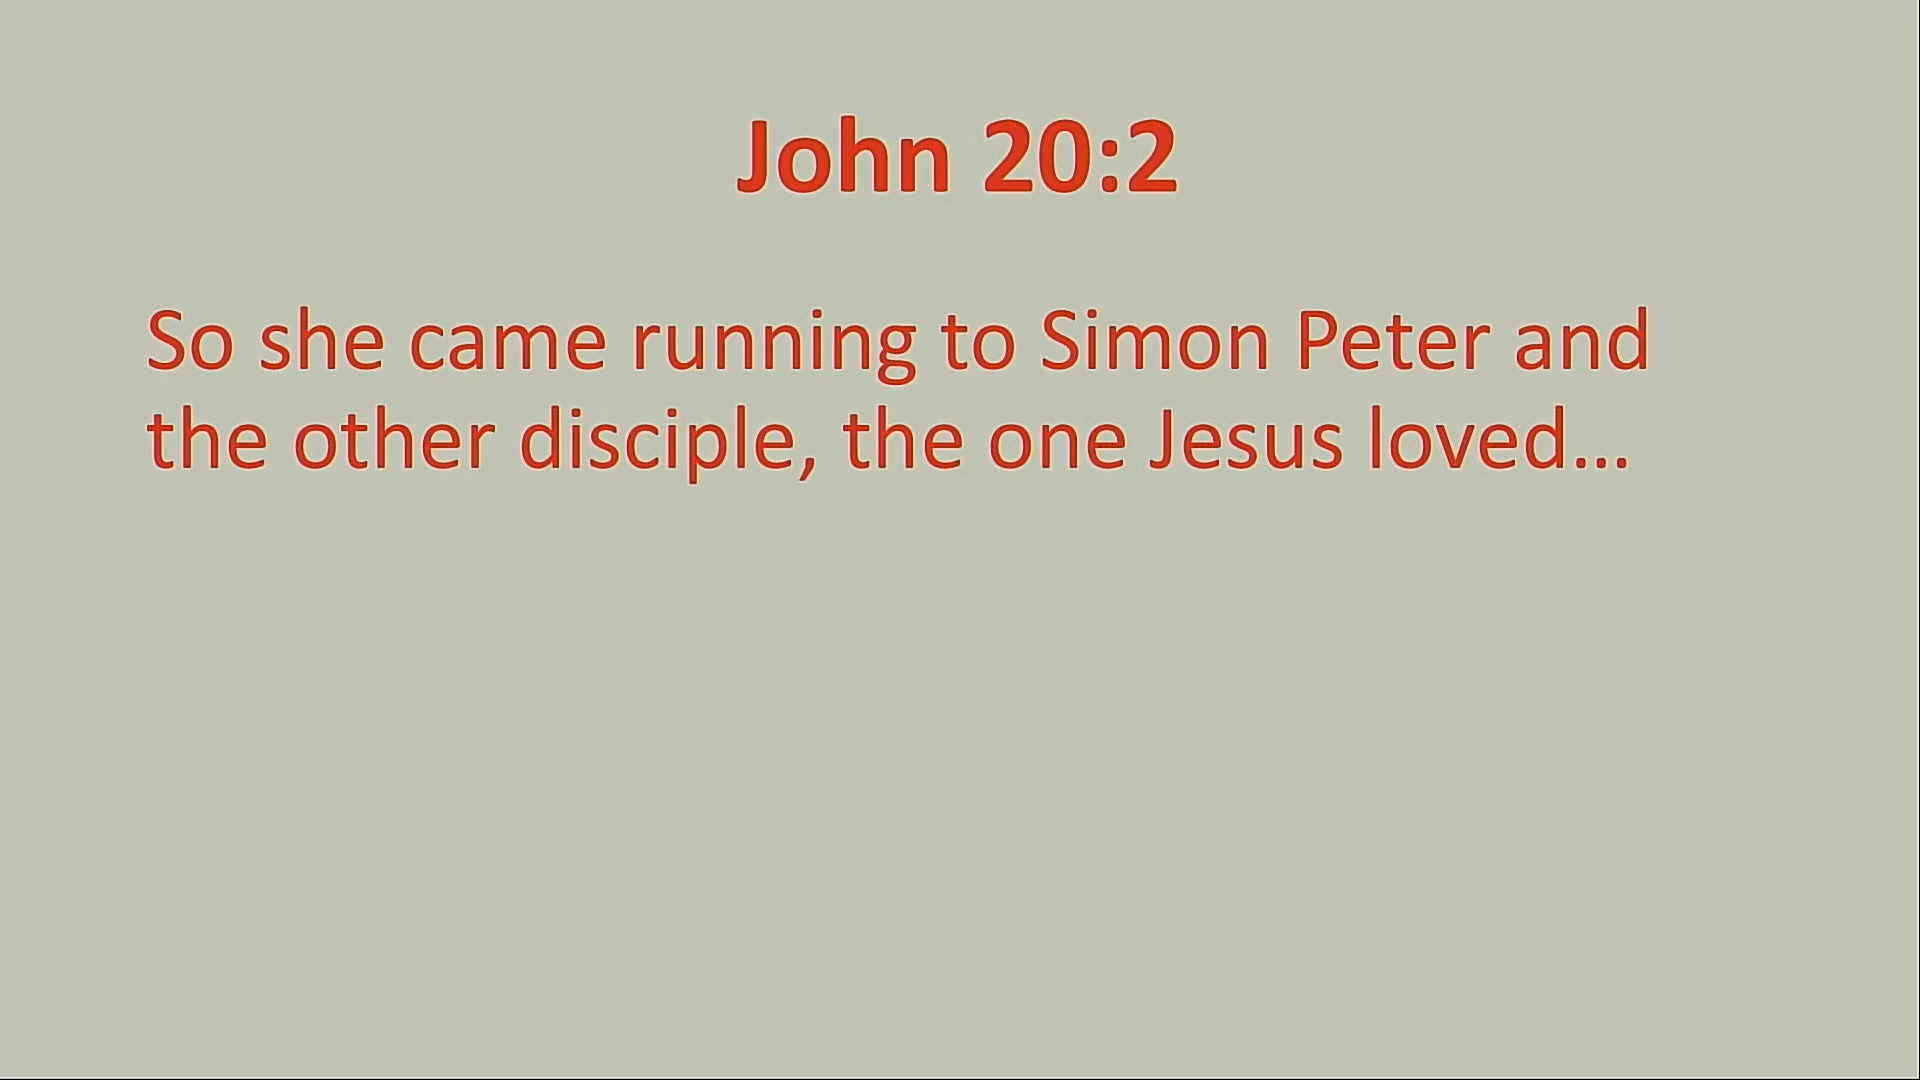 John 20:2
So she came running to Simon Peter and
the other disciple, the one Jesus loved...